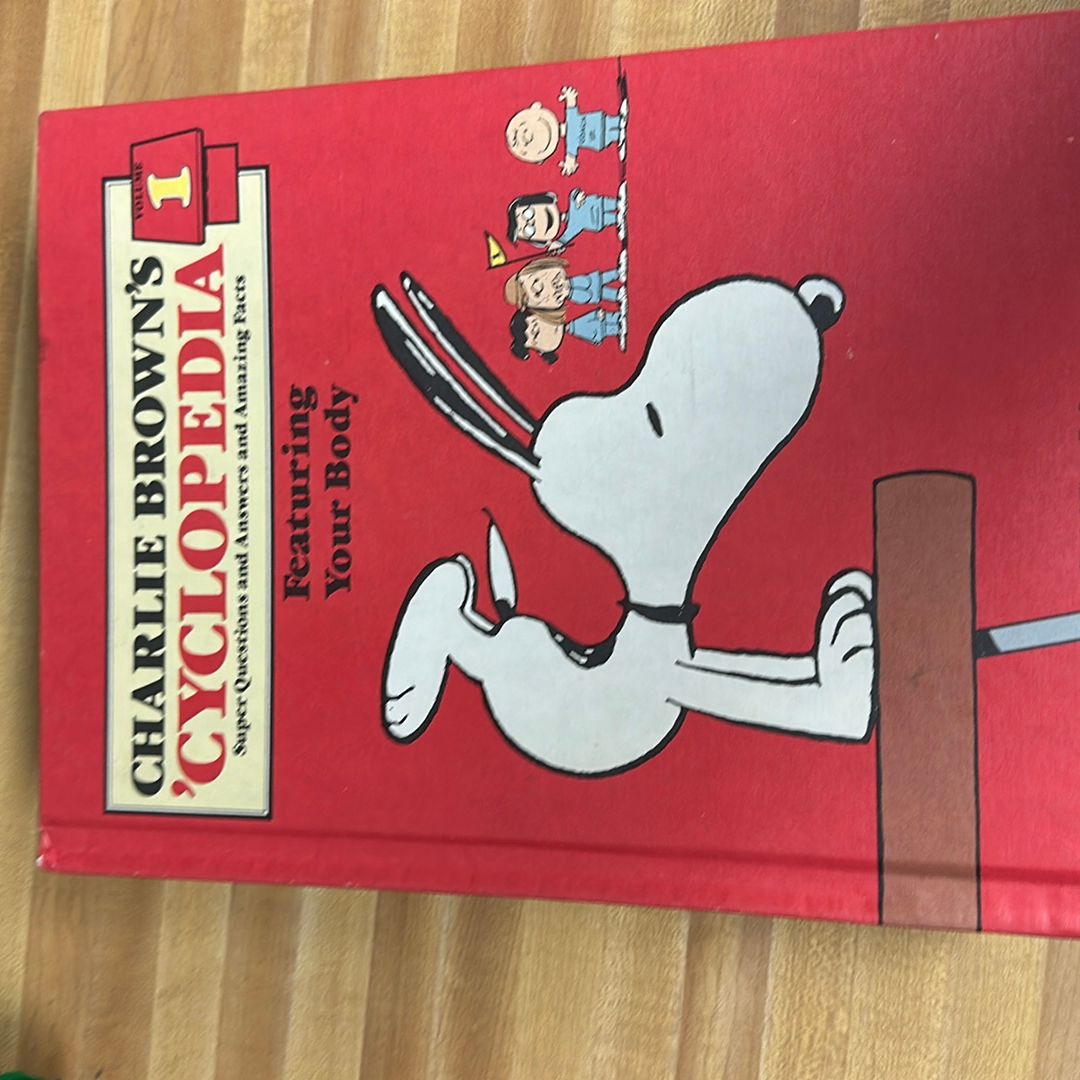 VOLUME
1
CHARLIE BROWN'S
'CYCLOPEDIA
Super Questions and Answers and Amazing Facts
Featuring
Your Body